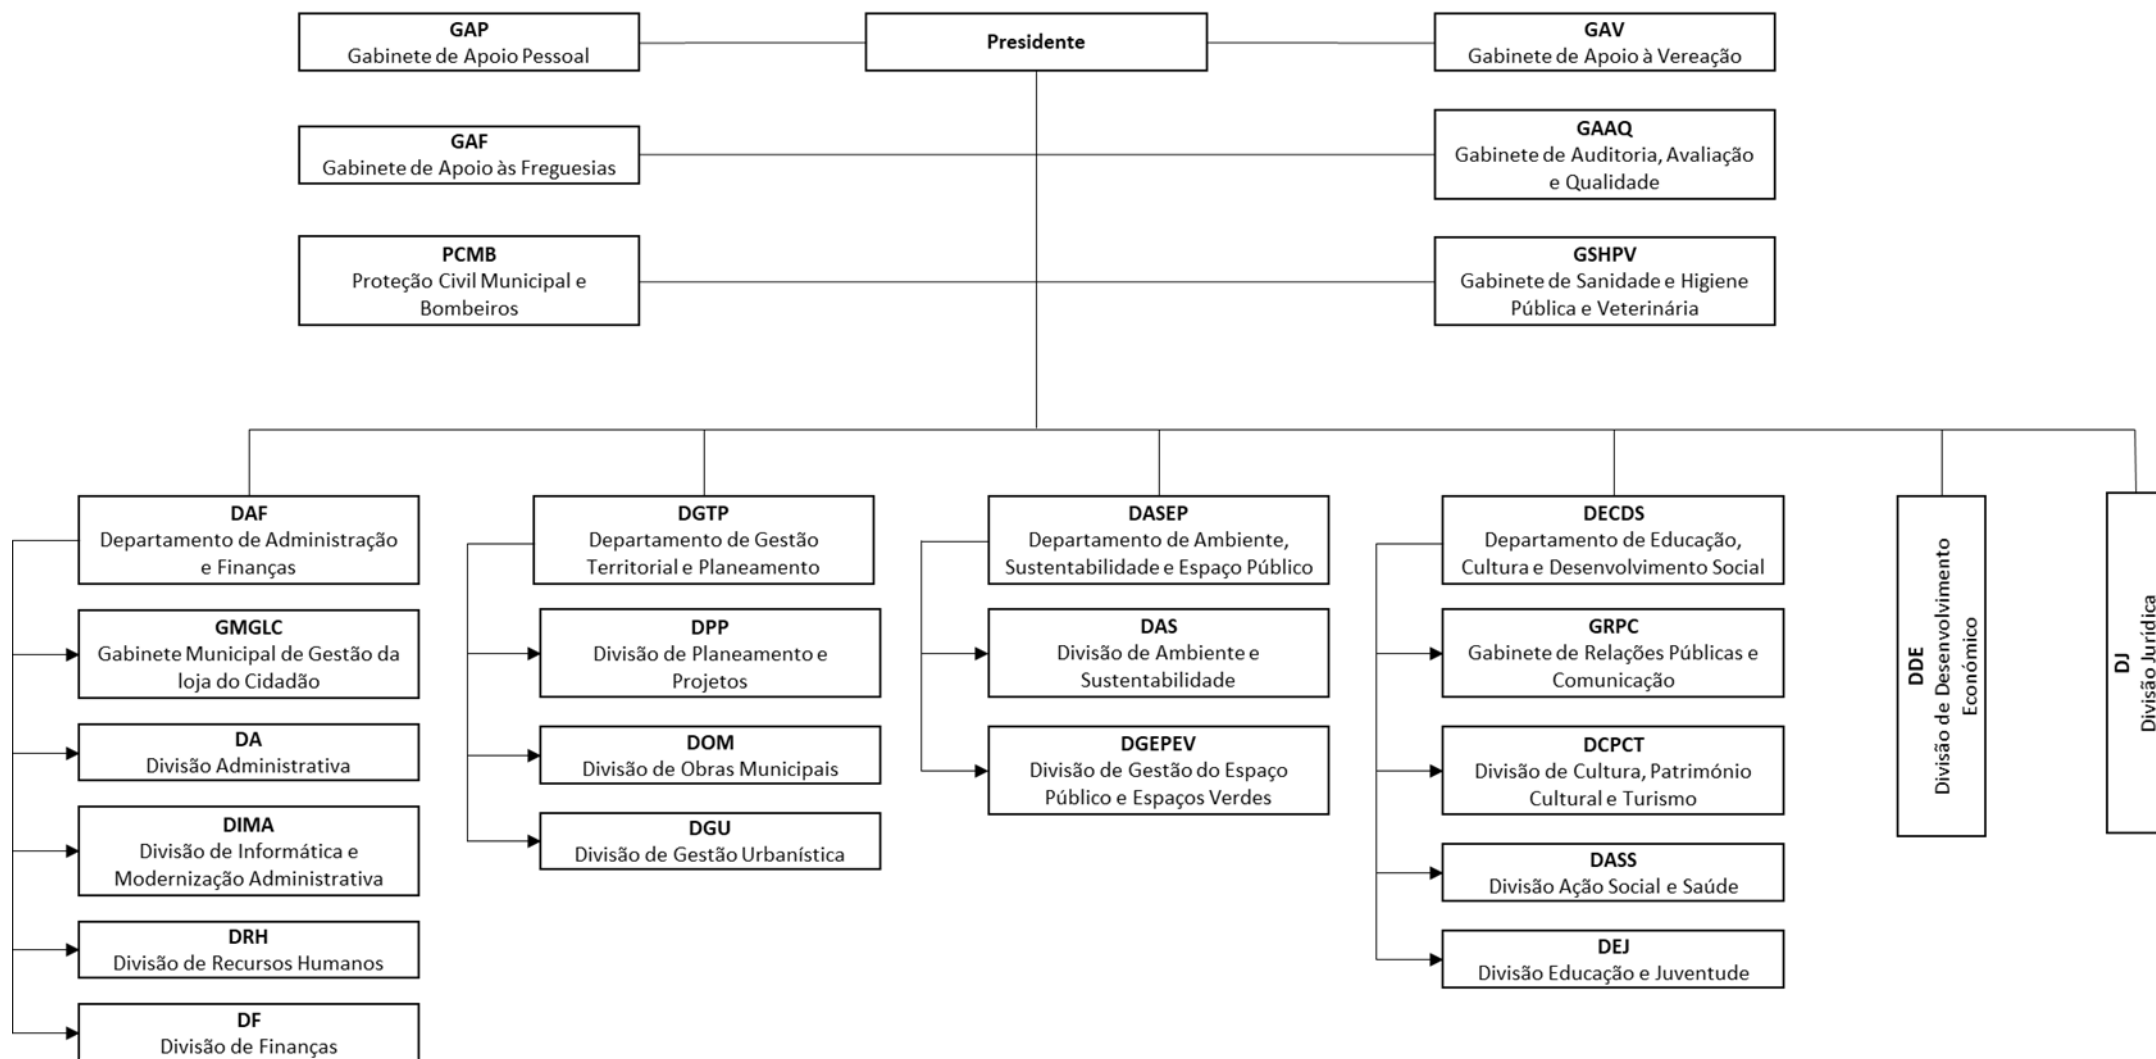 GAP
Gabinete de Apoio Pessoal
Presidente
GAV
Gabinete de Apoio à Vereação
GAF
Gabinete de Apoio às Freguesias
GAAQ
Gabinete de Auditoria, Avaliação
e Qualidade
PCMB
Proteção Civil Municipal e
Bombeiros
GSHPV
Gabinete de Sanidade e Higiene
Pública e Veterinária
DAF
Departamento de Administração
e Finanças
GMGLC
Gabinete Municipal de Gestão da
loja do Cidadão
DA
Divisão Administrativa
DIMA
Divisão de Informática e
Modernização Administrativa
DRH
Divisão de Recursos Humanos
DF
Divisão de Finanças
DGTP
Departamento de Gestão
Territorial e Planeamento
DPP
Divisão de Planeamento e
Projetos
DOM
Divisão de Obras Municipais
DGU
Divisão de Gestão Urbanística
DASEP
Departamento de Ambiente,
Sustentabilidade e Espaço Público
DAS
Divisão de Ambiente e
Sustentabilidade
DGEPEV
Divisão de Gestão do Espaço
Público e Espaços Verdes
DECDS
Departamento de Educação,
Cultura e Desenvolvimento Social
GRPC
Gabinete de Relações Públicas e
Comunicação
DCPCT
Divisão de Cultura, Património
Cultural e Turismo
DASS
Divisão Ação Social e Saúde
DEJ
Divisão Educação e Juventude
DDE
Divisão de Desenvolvimento
Económico
DJ
Divisão Jurídica